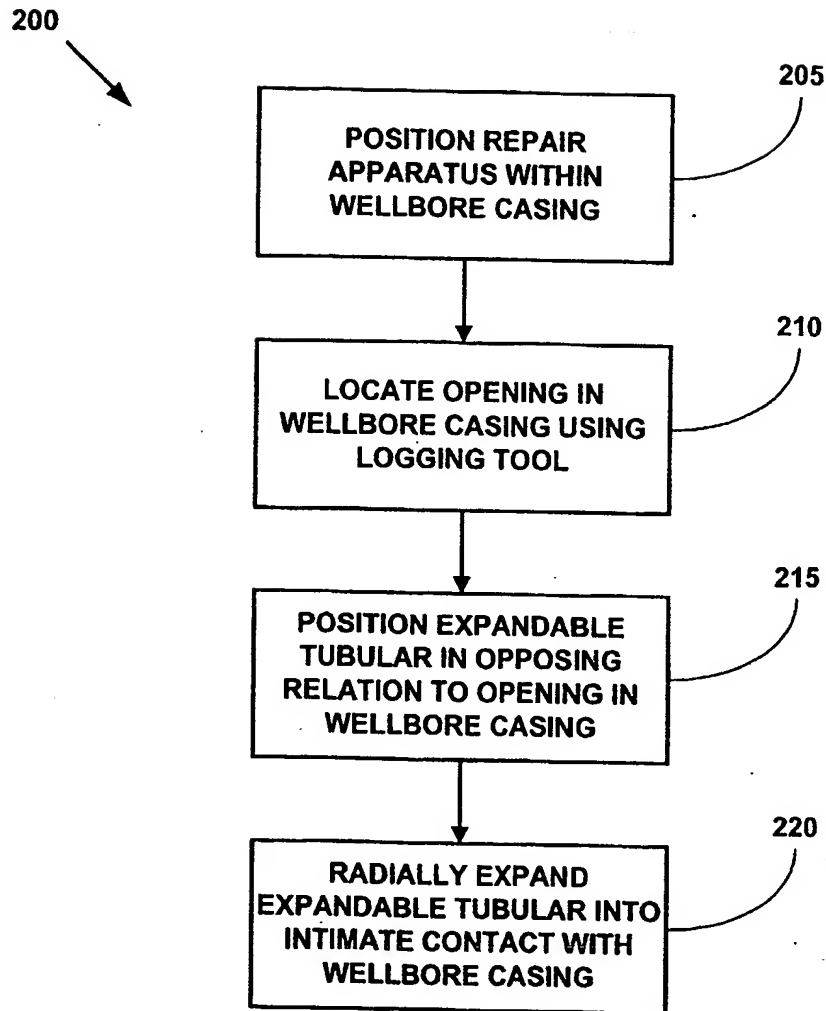 200
205
POSITION REPAIR
APPARATUS WITHIN
WELLBORE CASING
210
LOCATE OPENING IN
WELLBORE CASING USING
LOGGING TOOL
215
POSITION EXPANDABLE
TUBULAR IN OPPOSING
RELATION TO OPENING IN
WELLBORE CASING
220
RADIALLY EXPAND
EXPANDABLE TUBULAR INTO
INTIMATE CONTACT WITH
WELLBORE CASING